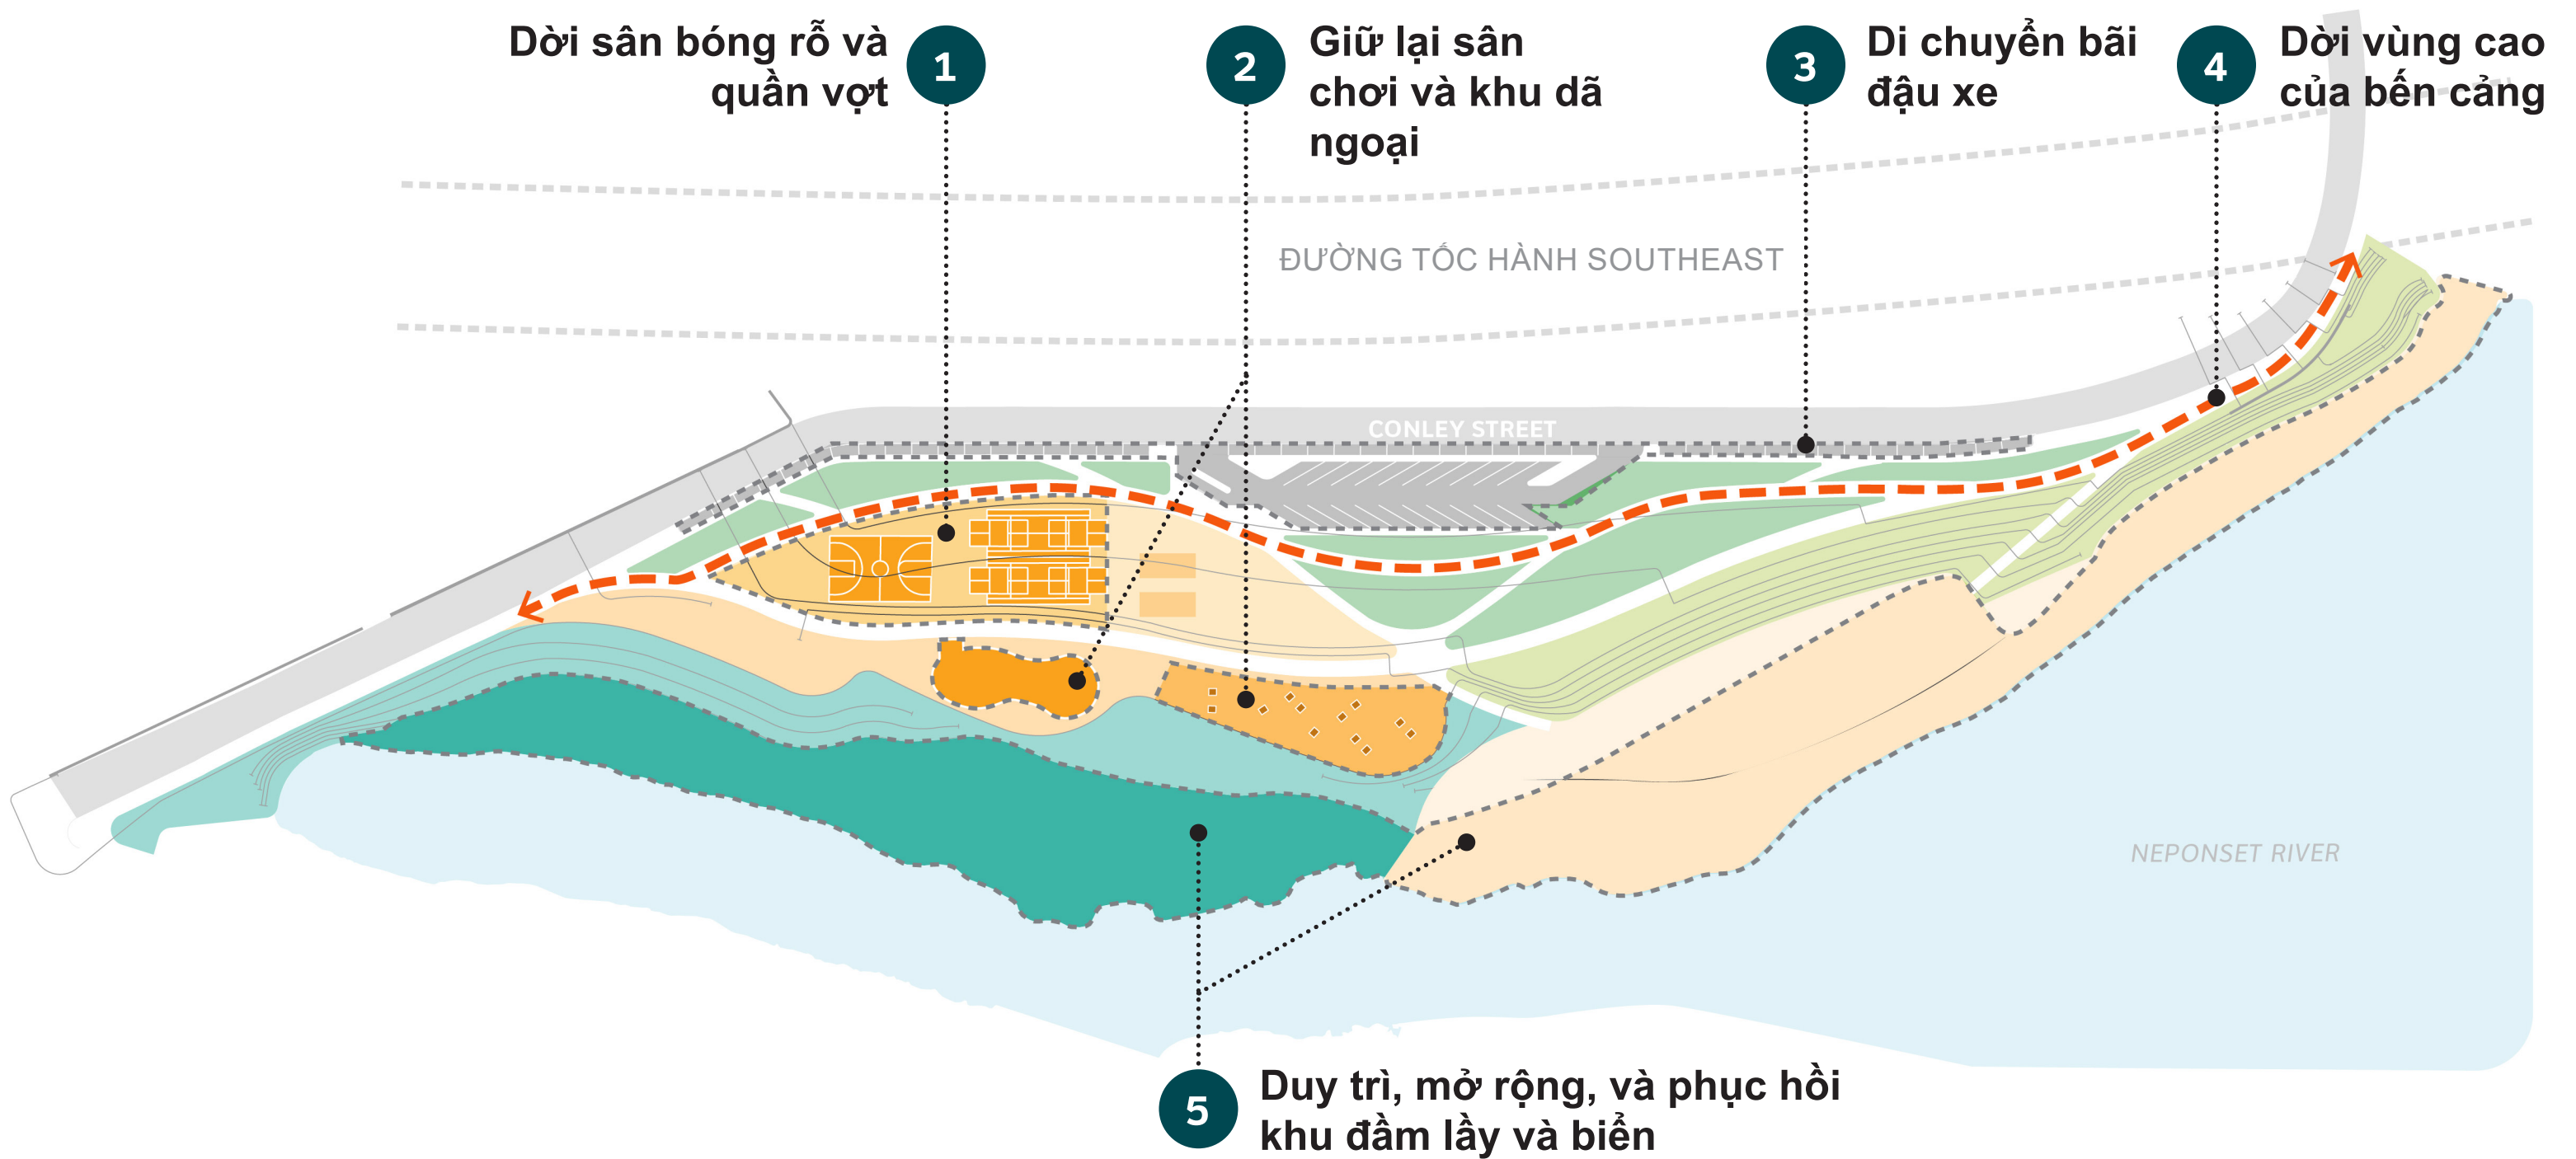 Dời sân bóng rỗ và
quần vợt
1
2
Giữ lại sân
chơi và khu dã
ngoại
3
Di chuyển bãi
đậu xe
4
Dời vùng cao
của bến cảng
ĐƯỜNG TỐC HÀNH SOUTHEAST
CONLEY STREET
NEPONSET RIVER
5
Duy trì, mở rộng, và phục hồi
khu đầm lầy và biển